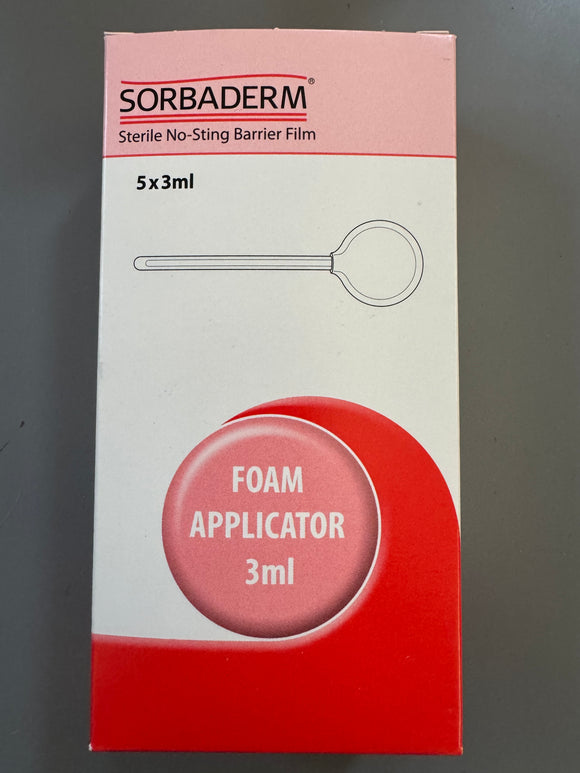 SORBADERM®
Sterile No-Sting Barrier Film
5x3ml
FOAM
APPLICATOR
3ml